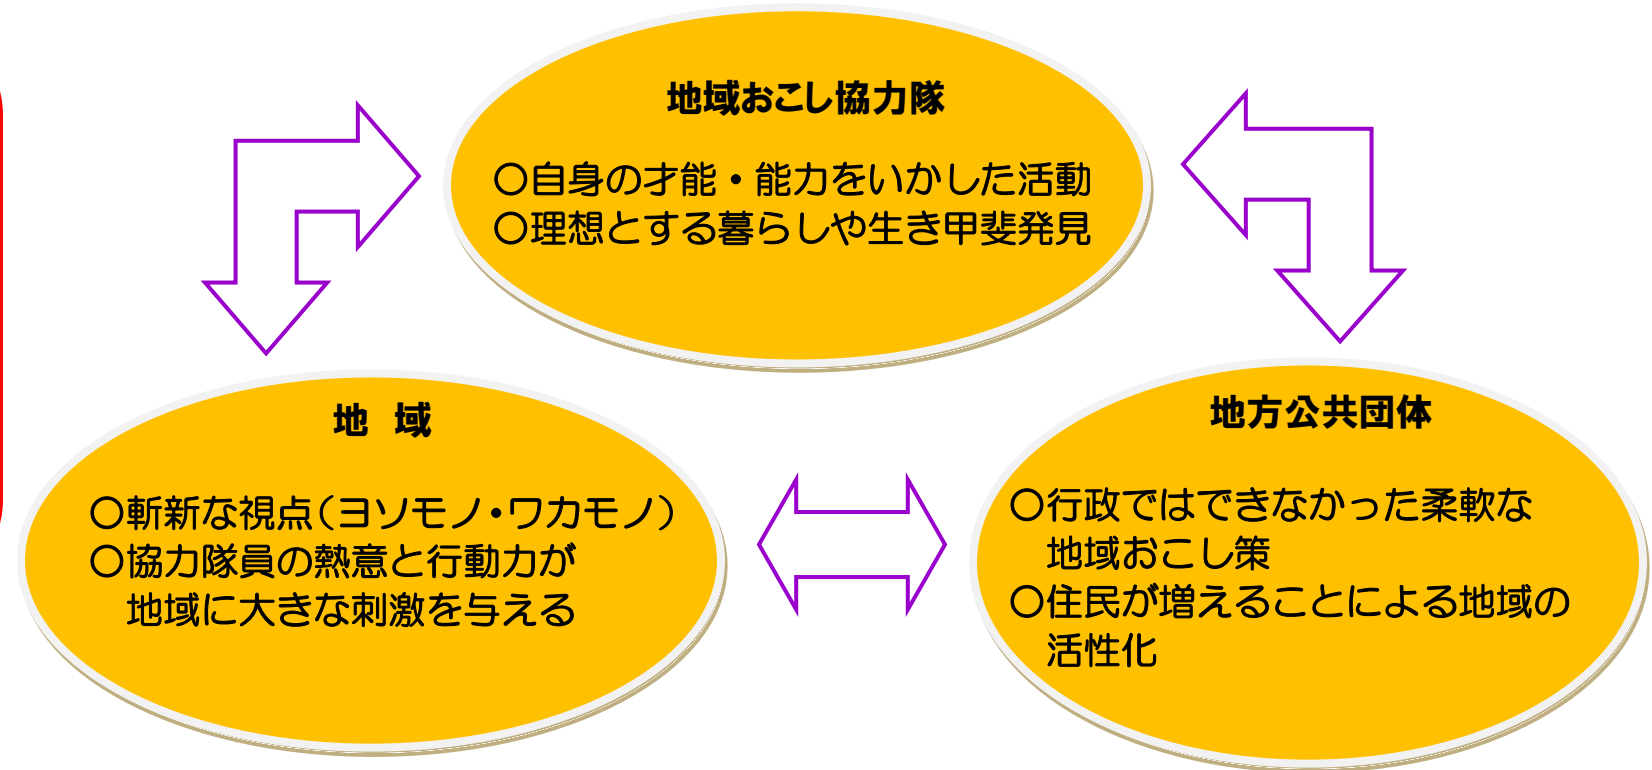 地域おこし協力隊
○自身の才能・能力をいかした活動
○理想とする暮らしや生き甲斐発見
地　域
○斬新な視点(ヨソモノ・ワカモノ)
○協力隊員の熱意と行動力が
地域に大きな刺激を与える
地方公共団体
○行政ではできなかった柔軟な
地域おこし策
○住民が増えることによる地域の
活性化